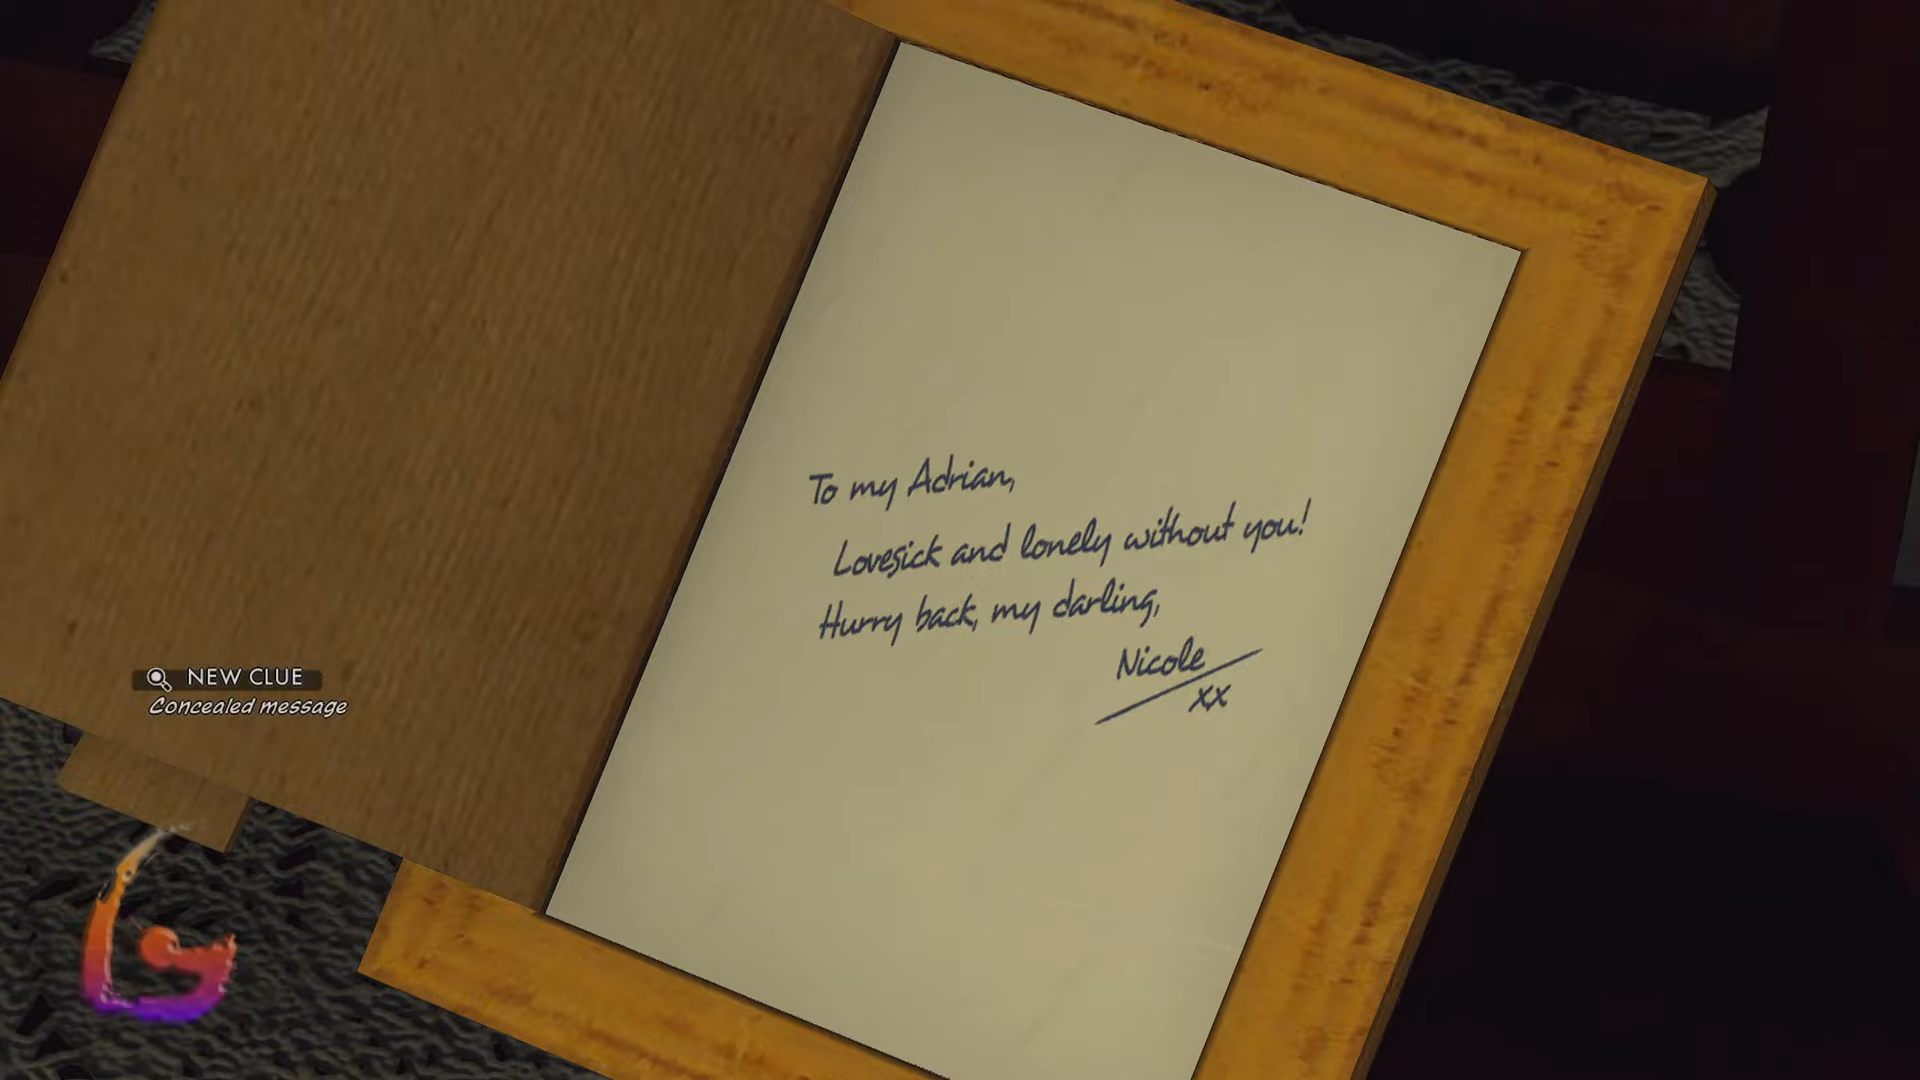 To my Adrian,
Lovesick and lonely without you!
Hurry back, my darling,
Nicole
xx
NEW CLUE
Concealed message